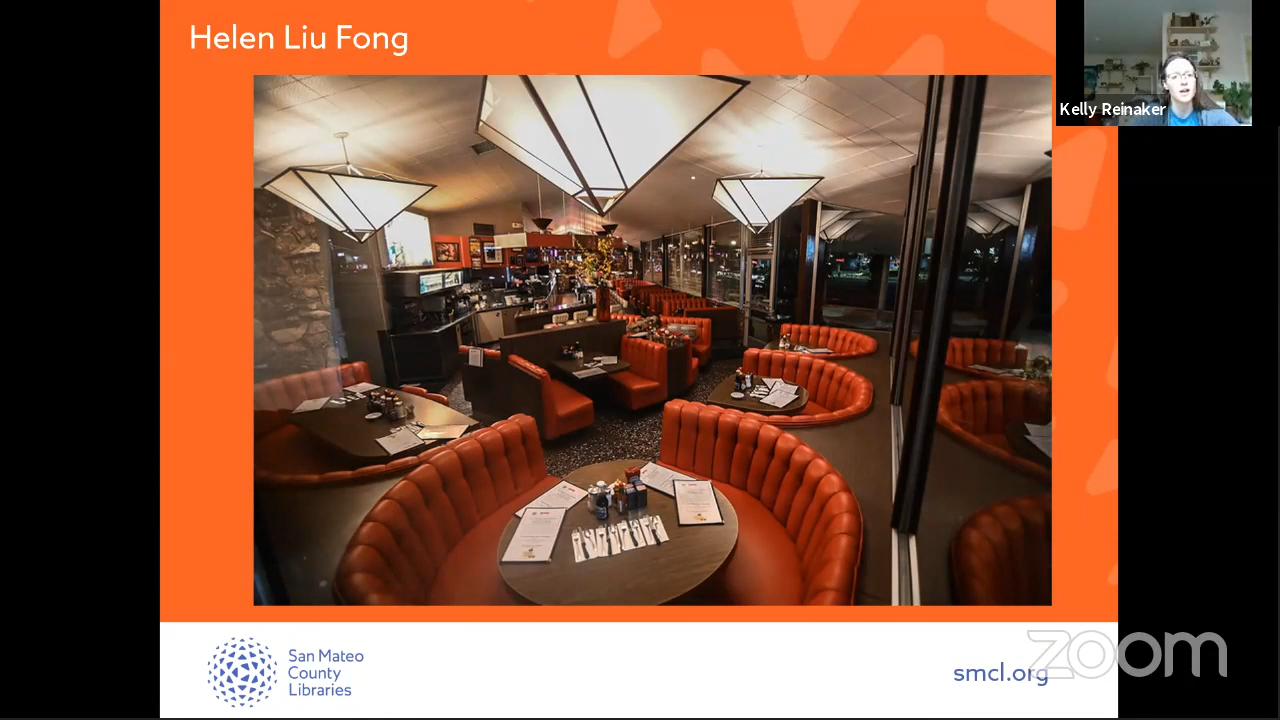 Helen Liu Fong
Kelly Reinaker
San Mateo
County
Libraries
smcl.org
zoom